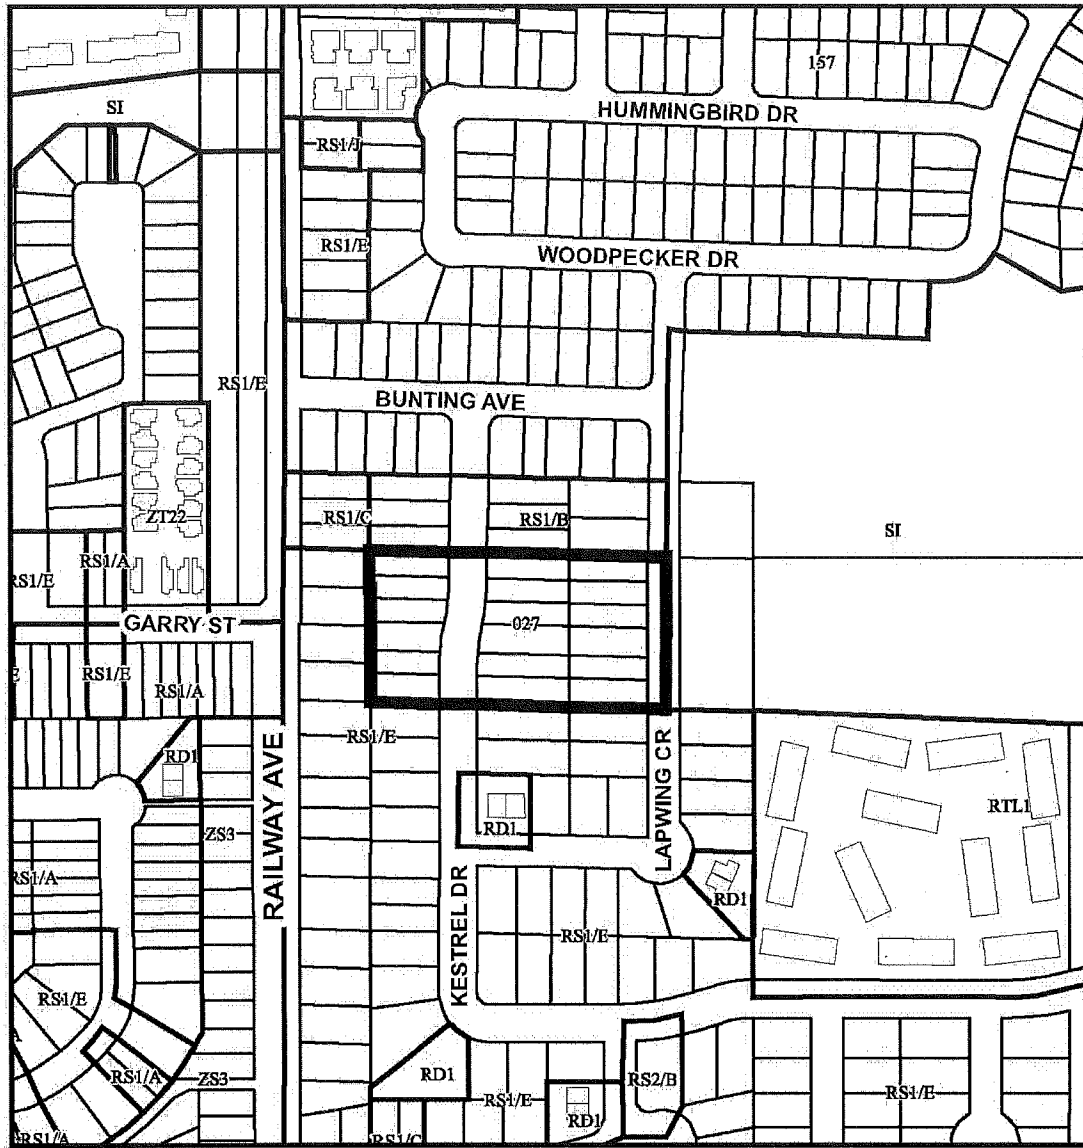 157
SI
HUMMINGBIRD DR
RS1/J
RS1/E
WOODPECKER DR
RS1/E
BUNTING AVE
RS1/C
RS1/B
ZT22
SI
RS1/A
RS1/E
GARRY ST
027
RS1/E
RS1/A
RS1/E
RD1
RAILWAY AVE
LAPWING CR
RTL1
RD1
ZS3
RS1/A
RD1
KESTREL DR
RS1/E
RS1/E
RS1/A
ZS3
RD1
RS2/B
RS1/E
RS1/E
RD1
RS1/A
RS1/C